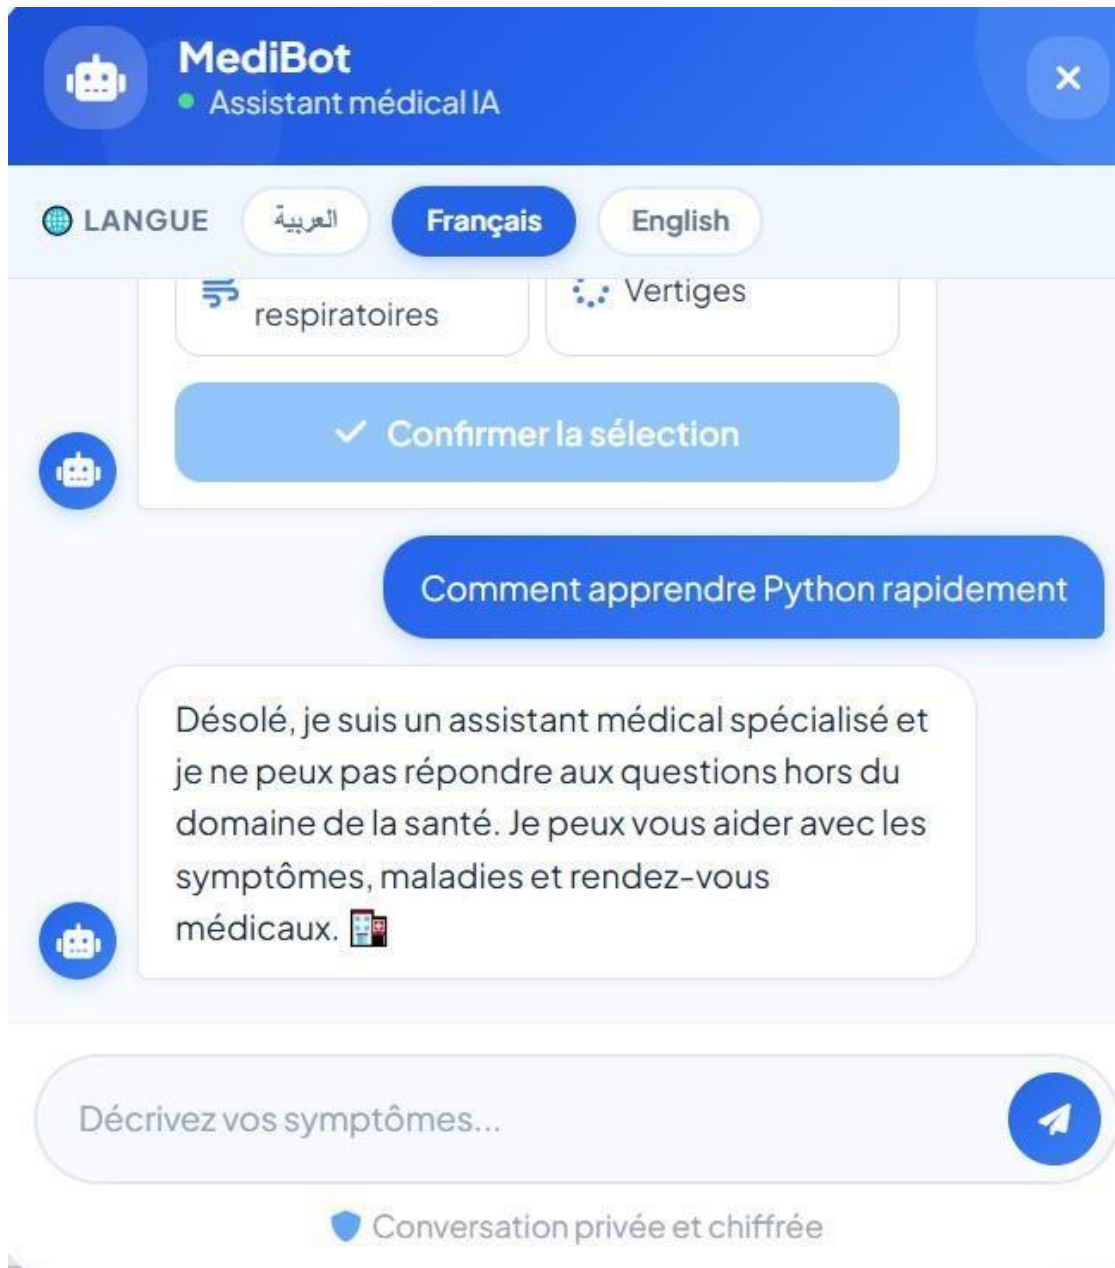 MediBot
Assistant médical IA
LANGUE العربية Français English
respiratoires
Vertiges
Confirmer la sélection
Comment apprendre Python rapidement
Désolé, je suis un assistant médical spécialisé et
je ne peux pas répondre aux questions hors du
domaine de la santé. Je peux vous aider avec les
symptômes, maladies et rendez-vous
médicaux.
Décrivez vos symptômes...
Conversation privée et chiffrée